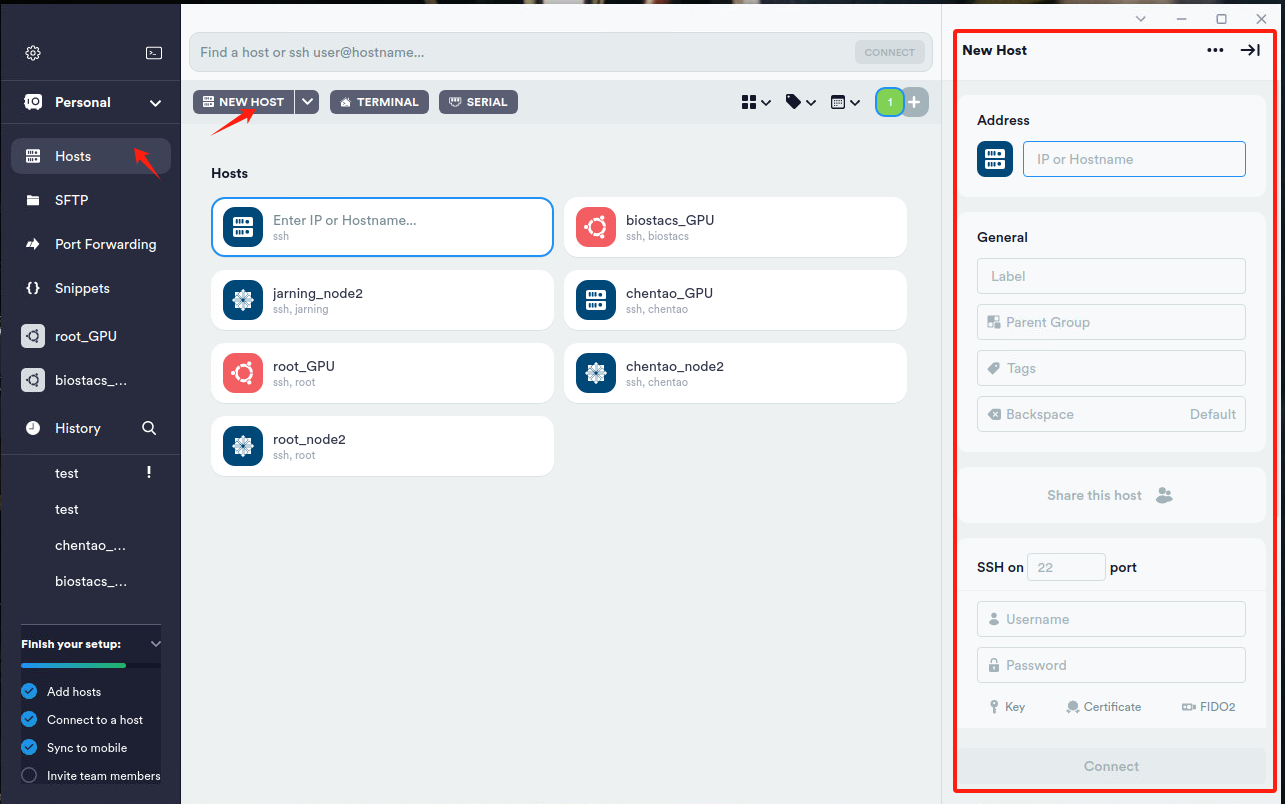 Personal
Hosts
SFTP
Port Forwarding
Snippets
root_GPU
biostacs_...
History
test
test
chentao_...
biostacs_...
Finish your setup:
Add hosts
Connect to a host
Sync to mobile
Invite team members
Find a host or ssh user@hostname...
CONNECT
NEW HOST
TERMINAL
SERIAL
1
Hosts
Enter IP or Hostname...
ssh
biostacs_GPU
ssh, biostacs
jarning_node2
ssh, jarning
chentao_GPU
ssh, chentao
root_GPU
ssh, root
chentao_node2
ssh, chentao
root_node2
ssh, root
New Host
Address
IP or Hostname
General
Label
Parent Group
Tags
Backspace Default
Share this host
SSH on 22 port
Username
Password
Key Certificate FIDO2
Connect